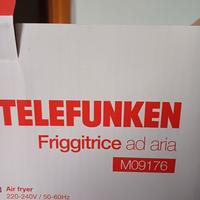 TELEFUNKEN
Friggitrice ad aria
M09176
Air fryer
220-240V / 50-60Hz